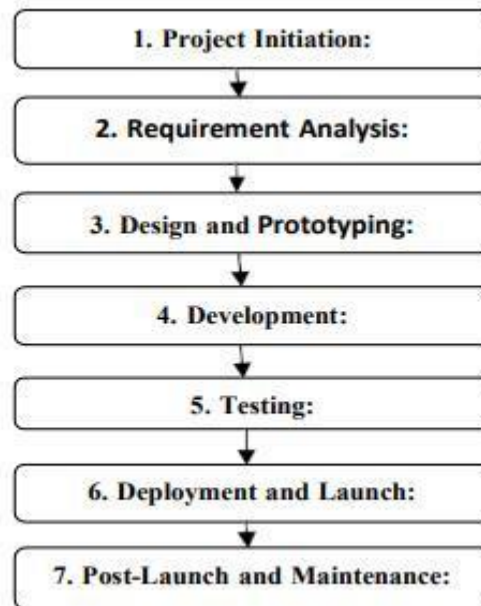 1. Project Initiation:
2. Requirement Analysis:
3. Design and Prototyping:
4. Development:
5. Testing:
6. Deployment and Launch:
7. Post-Launch and Maintenance: